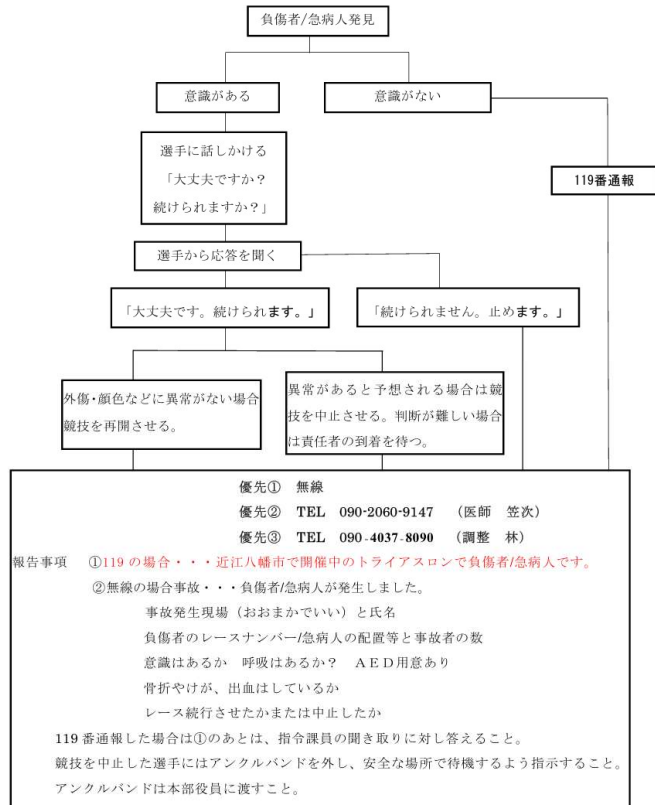 負傷者/急病人発見
意識がある
意識がない
選手に話しかける
「大丈夫ですか?
続けられますか?」
119番通報
選手から応答を聞く
「大丈夫です。続けられます。」
「続けられません。止めます。」
外傷・顔色などに異常がない場合
競技を再開させる。
異常があると予想される場合は競
技を中止させる。判断が難しい場合
は責任者の到着を待つ。
優先① 無線
優先② TEL 090-2060-9147 (医師 笠次)
優先③ TEL 090-4037-8090 (調整 林)
報告事項 ①119の場合・・・近江八幡市で開催中のトライアスロンで負傷者/急病人です。
②無線の場合事故・・・負傷者/急病人が発生しました。
事故発生現場(おおまかでいい)と氏名
負傷者のレースナンバー/急病人の配置等と事故者の数
意識はあるか 呼吸はあるか? AED用意あり
骨折やけが、出血はしているか
レース続行させたかまたは中止したか
119番通報した場合は①のあとは、指令課員の聞き取りに対し答えること。
競技を中止した選手にはアンクルバンドを外し、安全な場所で待機するよう指示すること。
アンクルバンドは本部役員に渡すこと。